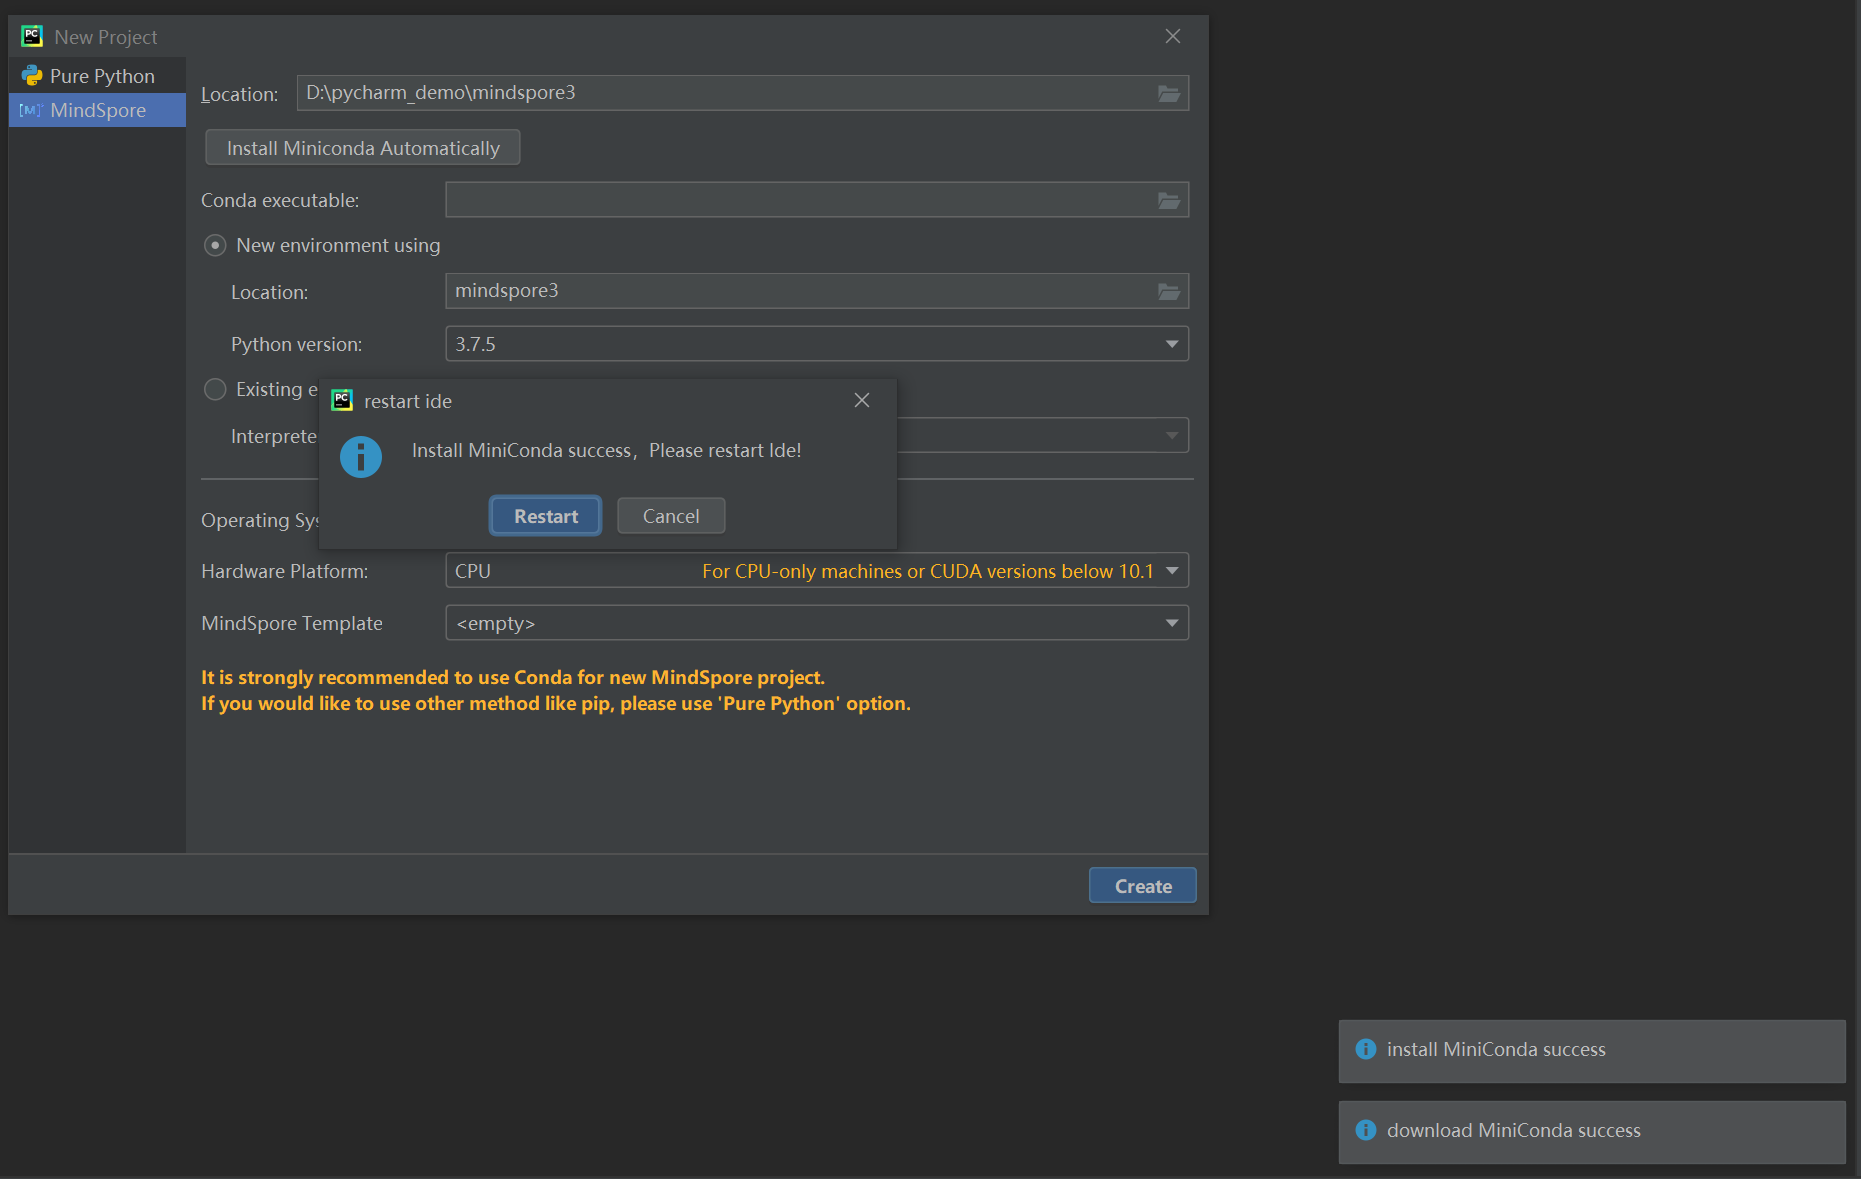 New Project
Pure Python
MindSpore
Location:
D:\pycharm_demo\mindspore3
Install Miniconda Automatically
Conda executable:
New environment using
Location:
mindspore3
Python version:
3.7.5
Existing e
Interprete
restart ide
Install MiniConda success，Please restart Ide!
Restart
Cancel
Operating Sys
Hardware Platform:
CPU
For CPU-only machines or CUDA versions below 10.1
MindSpore Template
<empty>
It is strongly recommended to use Conda for new MindSpore project.
If you would like to use other method like pip, please use 'Pure Python' option.
Create
install MiniConda success
download MiniConda success